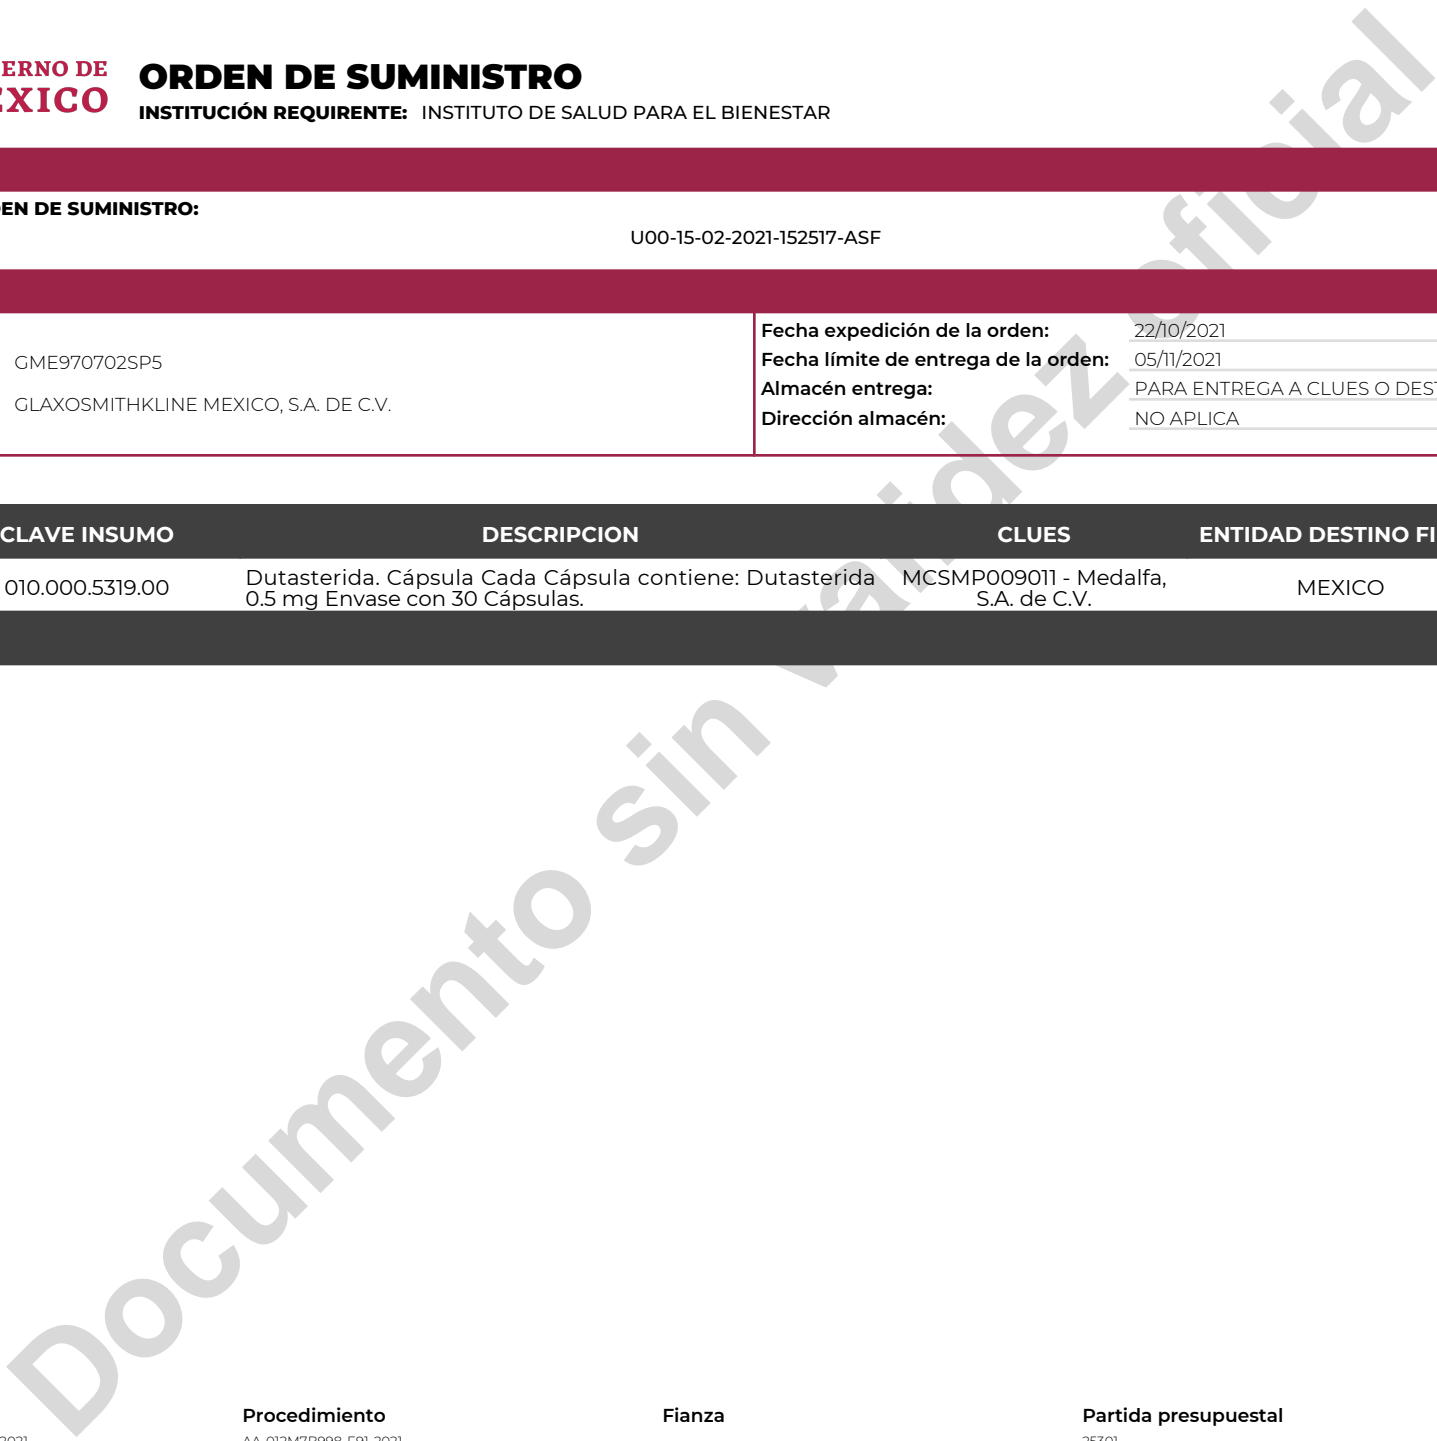 ERNO DE
EXICO
ORDEN DE SUMINISTRO
INSTITUCIÓN REQUIRENTE: INSTITUTO DE SALUD PARA EL BIENESTAR
EN DE SUMINISTRO:
U00-15-02-2021-152517-ASF
GME970702SP5
GLAXOSMITHKLINE MEXICO, S.A. DE C.V.
Fecha expedición de la orden: 22/10/2021
Fecha límite de entrega de la orden: 05/11/2021
Almacén entrega: PARA ENTREGA A CLUES O DEST
Dirección almacén: NO APLICA
CLAVE INSUMO DESCRIPCION CLUES ENTIDAD DESTINO FI
010.000.5319.00
Dutasterida. Cápsula Cada Cápsula contiene: Dutasterida
0.5 mg Envase con 30 Cápsulas.
MCSMP009011 - Medalfa,
S.A. de C.V.
MEXICO
Documento sin validez oficial
Procedimiento Fianza Partida presupuestal